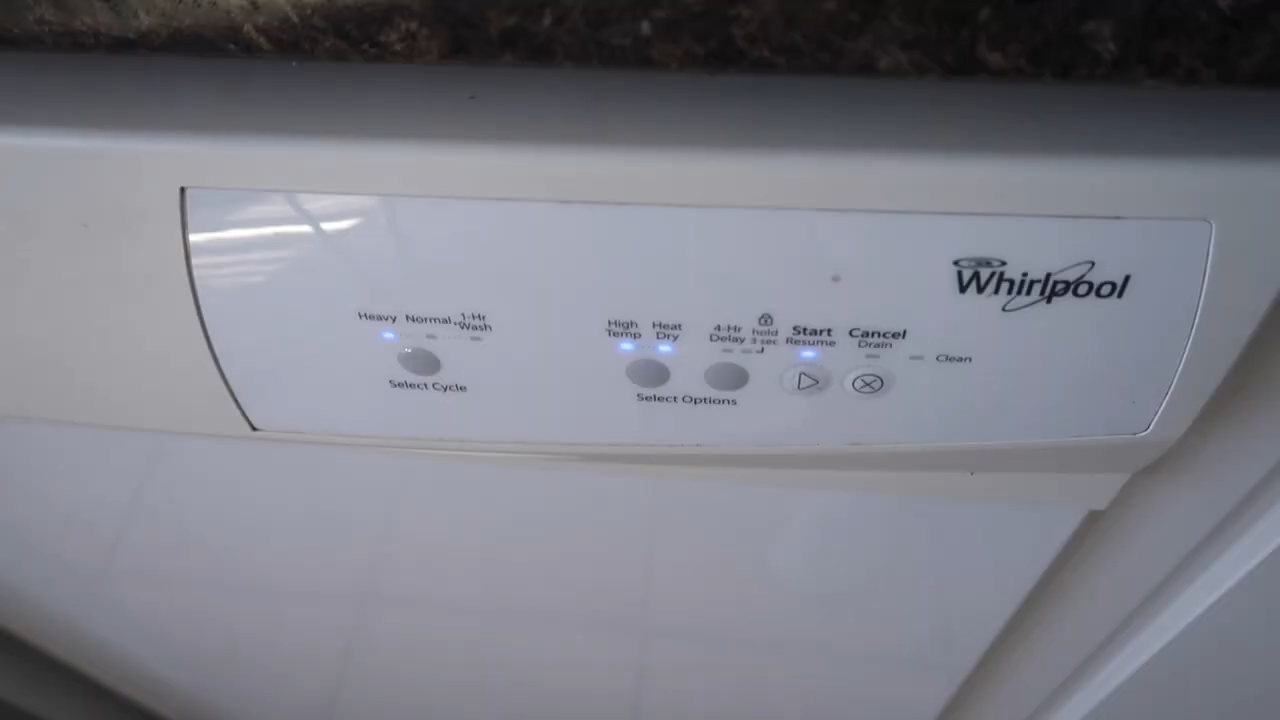 Whirlpool
Heavy Normal 1-Hr
Wash
Select Cycle
High
Temp
Heat
Dry
4-Hr
Delay
hold
3 sec
Select Options
Start
Resume
Cancel
Drain
Clean